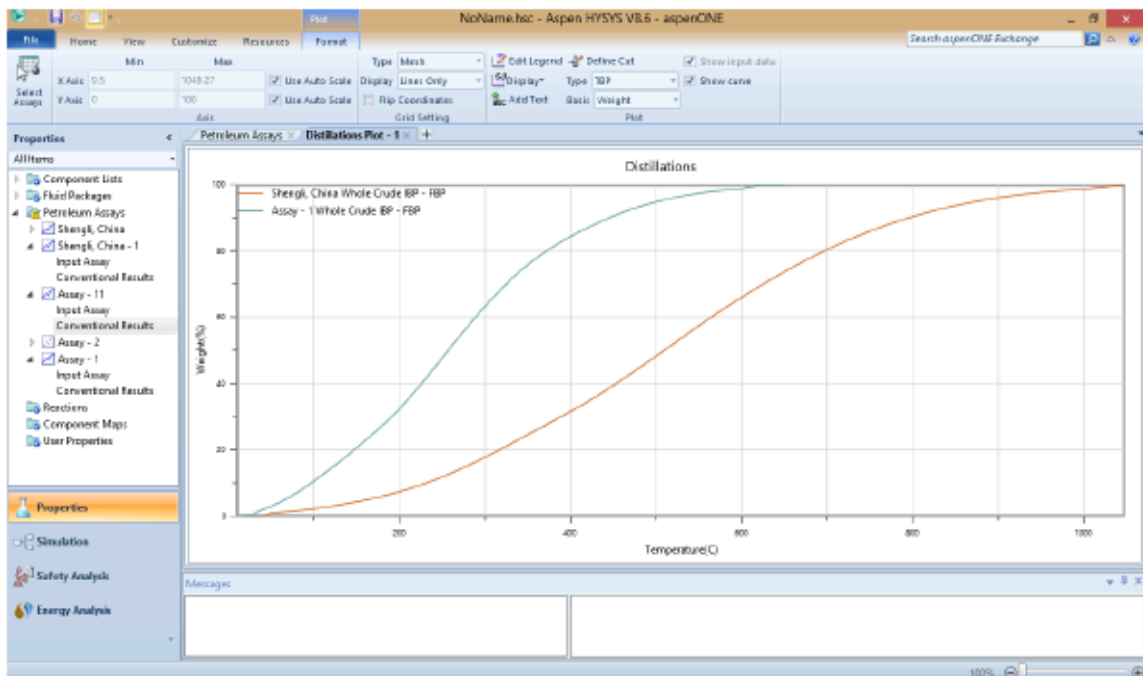 Plot
NoName.hsc - Aspen HYSYS V8.6 - aspenONE
File Home View Customize Resources Format
Search aspenONE Exchange
Min Max
Type Mesh
Edit Legend Define Cut
Show input data
Select Assays
X Axis 9.5 1048.27 Use Auto Scale
Display Lines Only
Display Type TBP
Show curve
Y Axis 0 100 Use Auto Scale
Flip Coordinates
Add Text Basis Weight
Axis
Grid Setting
Plot
Properties <
Petroleum Assays Distillations Plot - 1 +
All Items
Component Lists
Fluid Packages
Petroleum Assays
Shengli, China
Shengli, China - 1
Input Assay
Conventional Results
Assay - 11
Input Assay
Conventional Results
Assay - 2
Assay - 1
Input Assay
Conventional Results
Reactions
Component Maps
User Properties
Properties
Simulation
Safety Analysis
Energy Analysis
Distillations
Shengli, China Whole Crude IBP - FBP
Assay - 1 Whole Crude IBP - FBP
100
80
60
40
20
0
Weight(%)
200 400 600 800 1000
Temperature(C)
Messages
100%